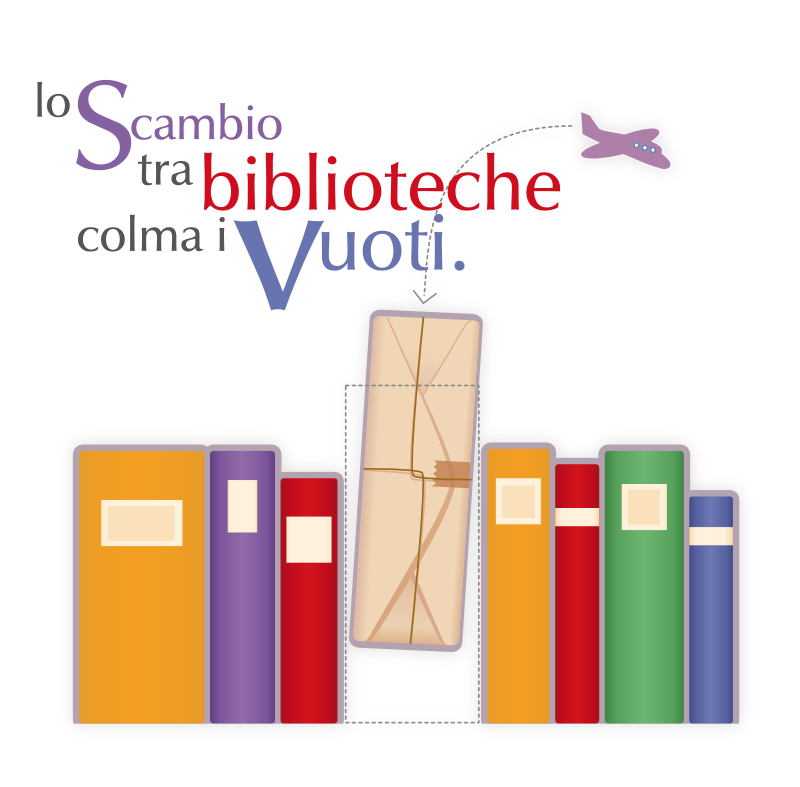 lo Scambio
tra biblioteche
colma i Vuoti.